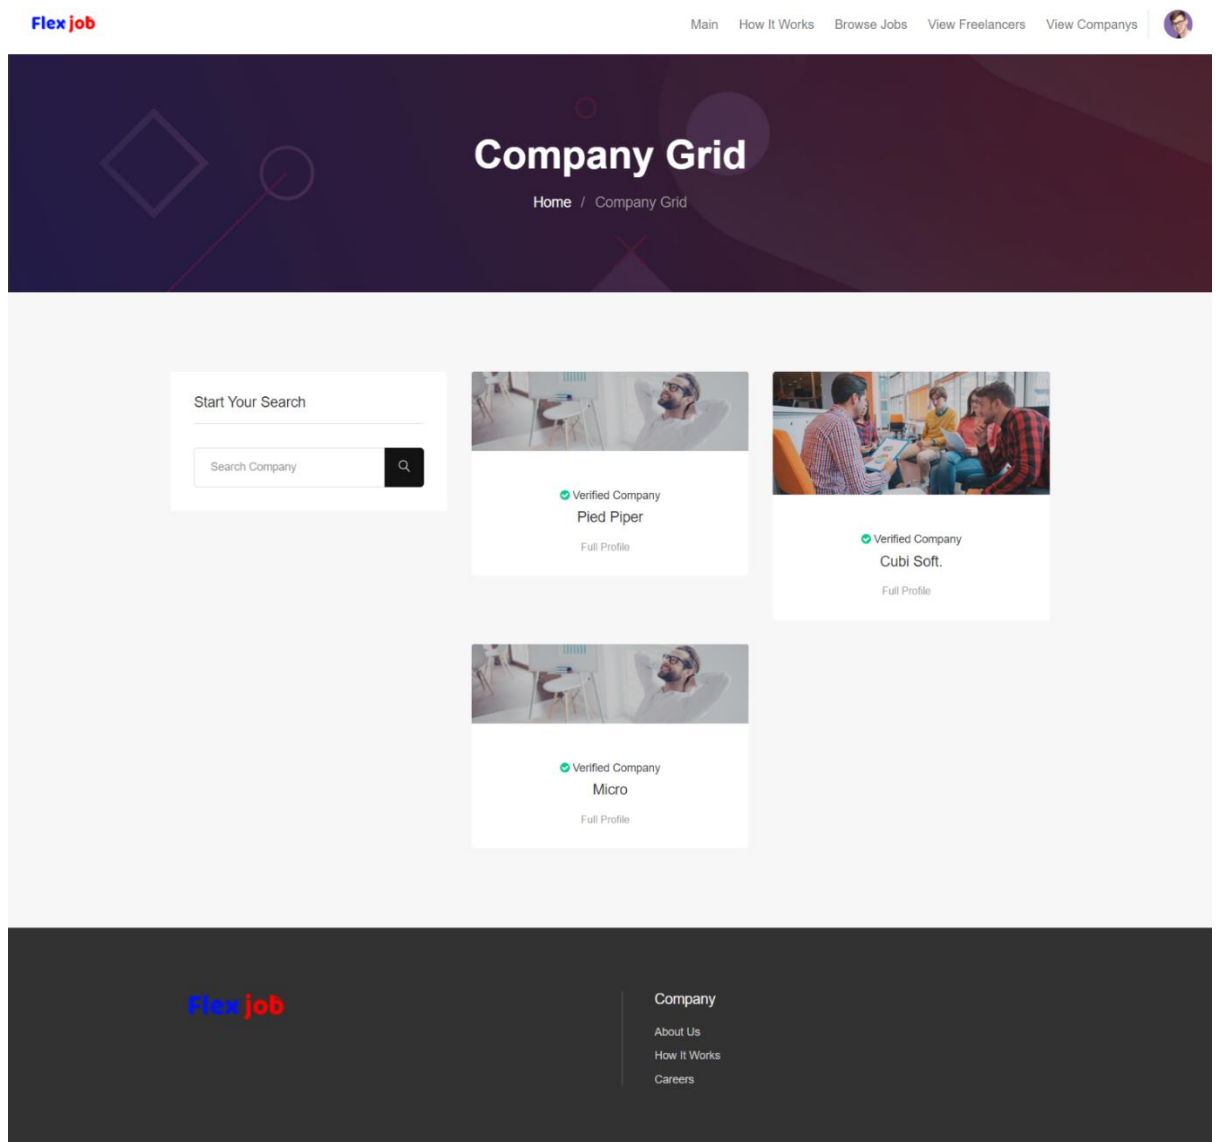 Flex job
Main How It Works Browse Jobs View Freelancers View Companys
Company Grid
Home / Company Grid
Start Your Search
Search Company
Verified Company
Pied Piper
Full Profile
Verified Company
Cubi Soft.
Full Profile
Verified Company
Micro
Full Profile
Flex job
Company
About Us
How It Works
Careers